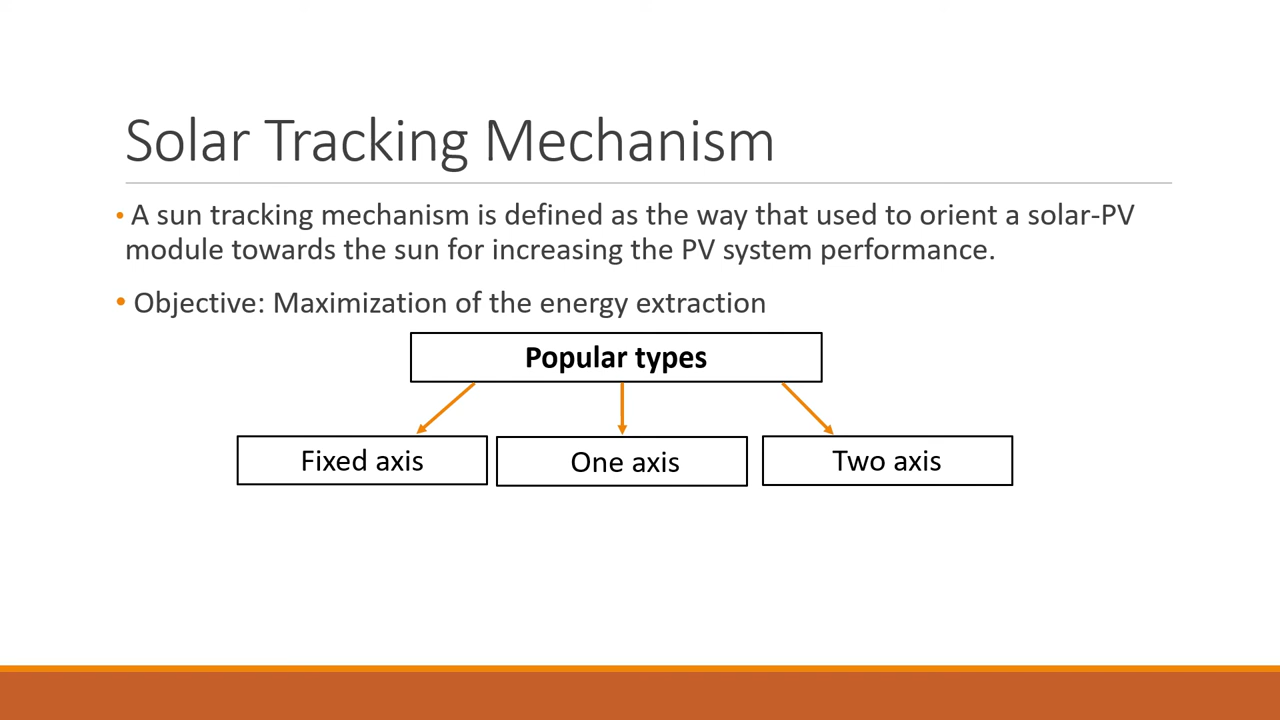 Solar Tracking Mechanism
• A sun tracking mechanism is defined as the way that used to orient a solar-PV
module towards the sun for increasing the PV system performance.
• Objective: Maximization of the energy extraction
Popular types
Fixed axis
One axis
Two axis